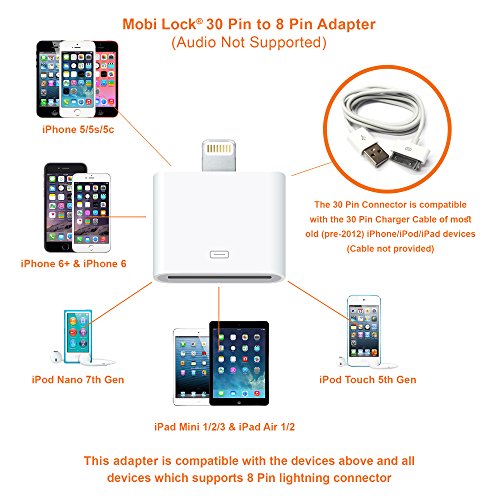 Mobi Lock® 30 Pin to 8 Pin Adapter
(Audio Not Supported)
iPhone 5/5s/5c
The 30 Pin Connector is compatible
with the 30 Pin Charger Cable of most
old (pre-2012) iPhone/iPod/iPad devices
(Cable not provided)
iPhone 6+ & iPhone 6
iPod Nano 7th Gen
iPad Mini 1/2/3 & iPad Air 1/2
iPod Touch 5th Gen
This adapter is compatible with the devices above and all
devices which supports 8 Pin lightning connector